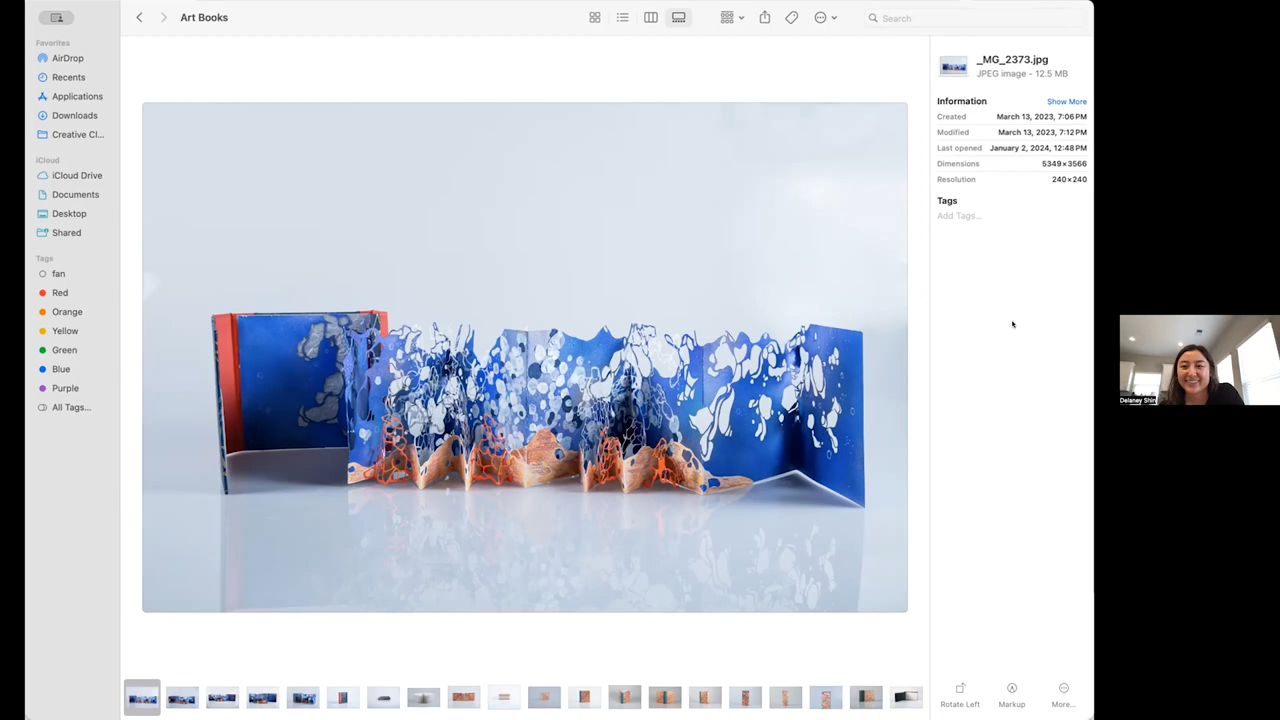 Art Books
Search
Favorites
AirDrop
Recents
Applications
Downloads
Creative Cl...
iCloud
iCloud Drive
Documents
Desktop
Shared
Tags
fan
Red
Orange
Yellow
Green
Blue
Purple
All Tags...
_MG_2373.jpg
JPEG image - 12.5 MB
Information
Show More
Created March 13, 2023, 7:06 PM
Modified March 13, 2023, 7:12 PM
Last opened January 2, 2024, 12:48 PM
Dimensions 5349×3566
Resolution 240×240
Tags
Add Tags...
Rotate Left
Markup
More...
Delaney Shin